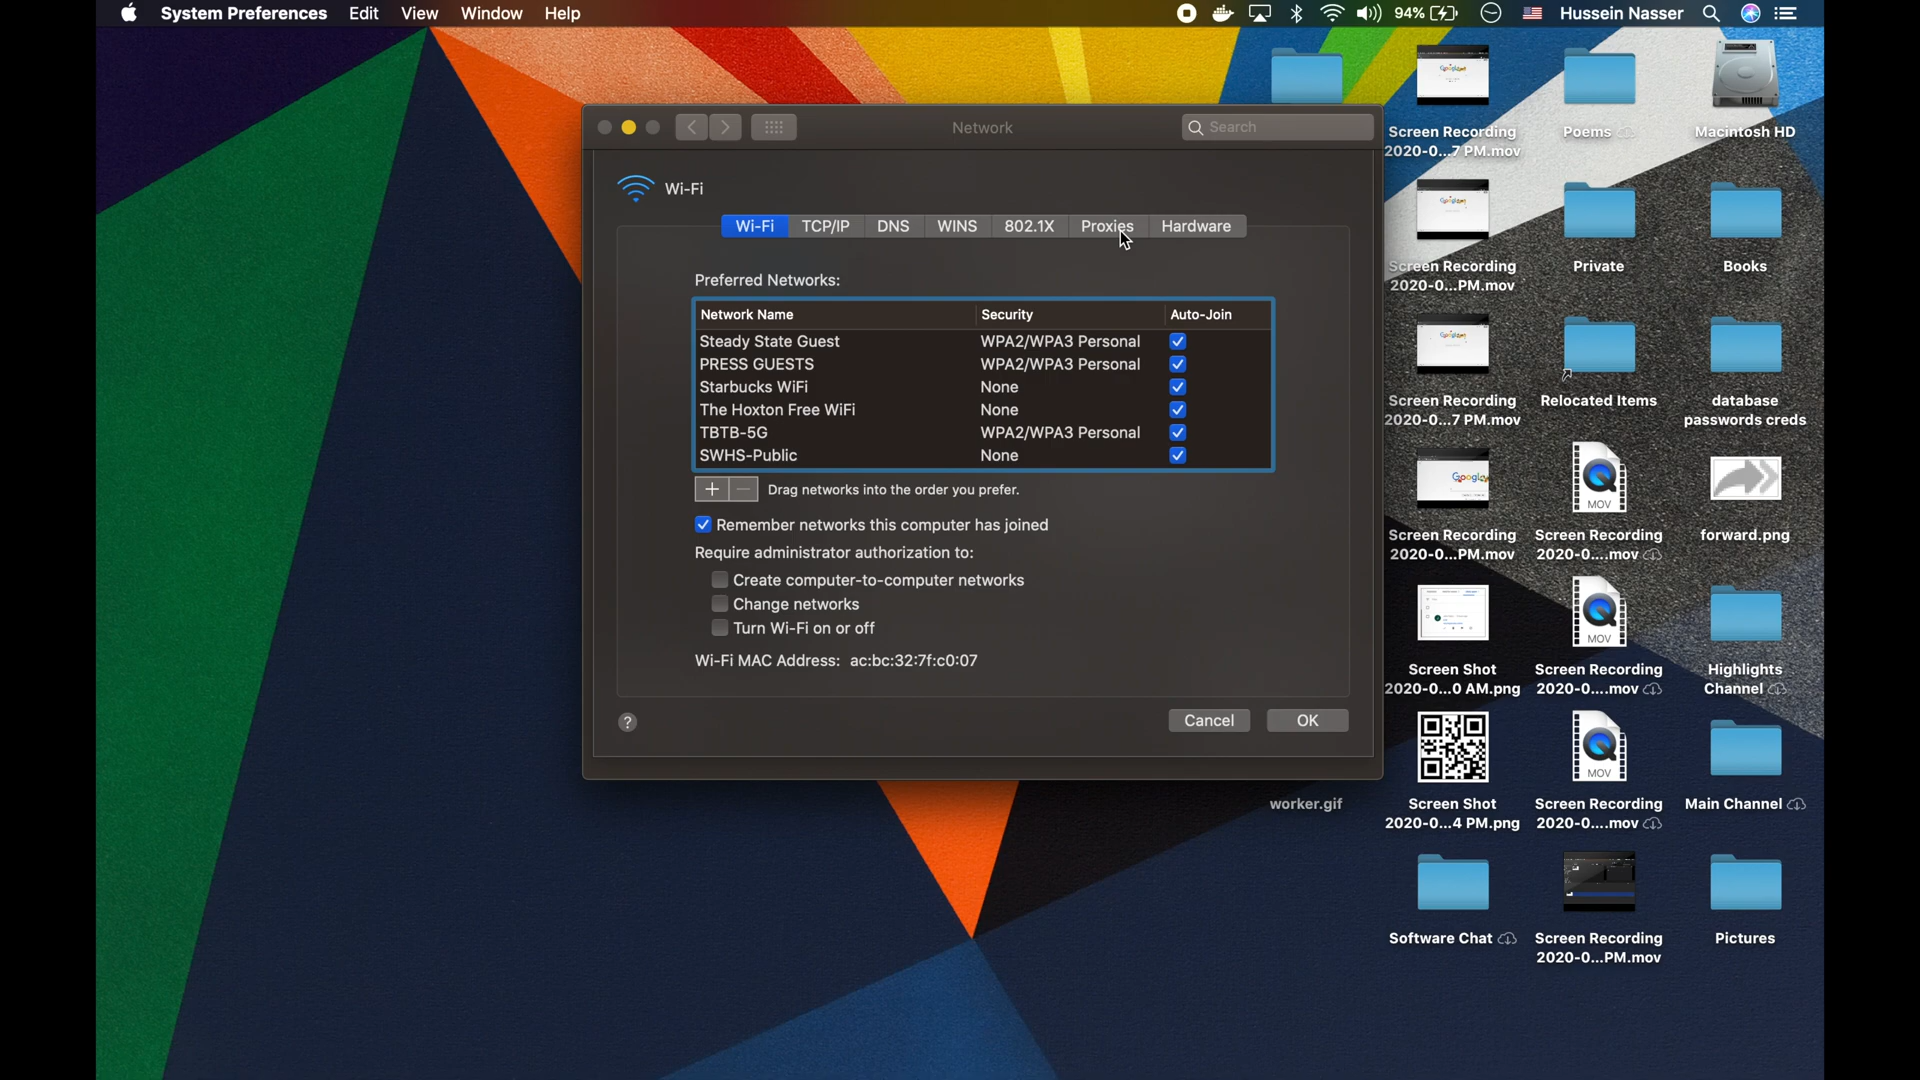 System Preferences Edit View Window Help
94% Hussein Nasser
Network
Search
Wi-Fi
Wi-Fi TCP/IP DNS WINS 802.1X Proxies Hardware
Preferred Networks:
Network Name Security Auto-Join
Steady State Guest WPA2/WPA3 Personal
PRESS GUESTS WPA2/WPA3 Personal
Starbucks WiFi None
The Hoxton Free WiFi None
TBTB-5G WPA2/WPA3 Personal
SWHS-Public None
+ − Drag networks into the order you prefer.
Remember networks this computer has joined
Require administrator authorization to:
Create computer-to-computer networks
Change networks
Turn Wi-Fi on or off
Wi-Fi MAC Address: ac:bc:32:7f:c0:07
? Cancel OK
worker.gif
Screen Recording
2020-0...7 PM.mov
Poems
Macintosh HD
Screen Recording
2020-0...PM.mov
Private
Books
Screen Recording
2020-0...7 PM.mov
Relocated Items
database
passwords creds
Google
Screen Recording
2020-0...PM.mov
MOV
Screen Recording
2020-0....mov
forward.png
Screen Shot
2020-0...0 AM.png
MOV
Screen Recording
2020-0....mov
Highlights
Channel
Screen Shot
2020-0...4 PM.png
MOV
Screen Recording
2020-0....mov
Main Channel
Software Chat
Screen Recording
2020-0...PM.mov
Pictures